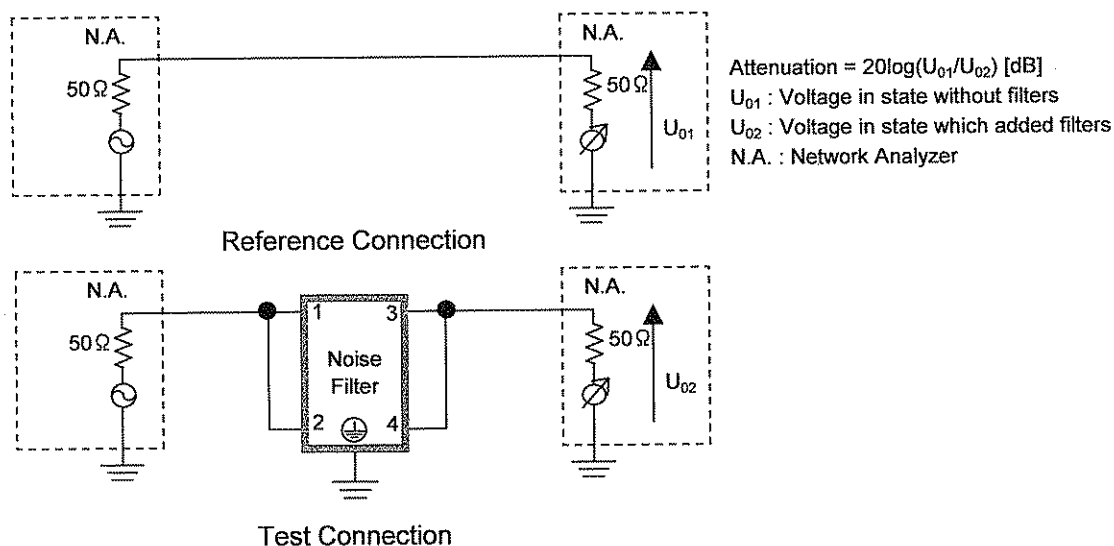 N.A.
50Ω
N.A.
50Ω
U01
Attenuation = 20log(U01/U02) [dB]
U01 : Voltage in state without filters
U02 : Voltage in state which added filters
N.A. : Network Analyzer
Reference Connection
N.A.
50Ω
1 3
Noise
Filter
2 4
N.A.
50Ω
U02
Test Connection